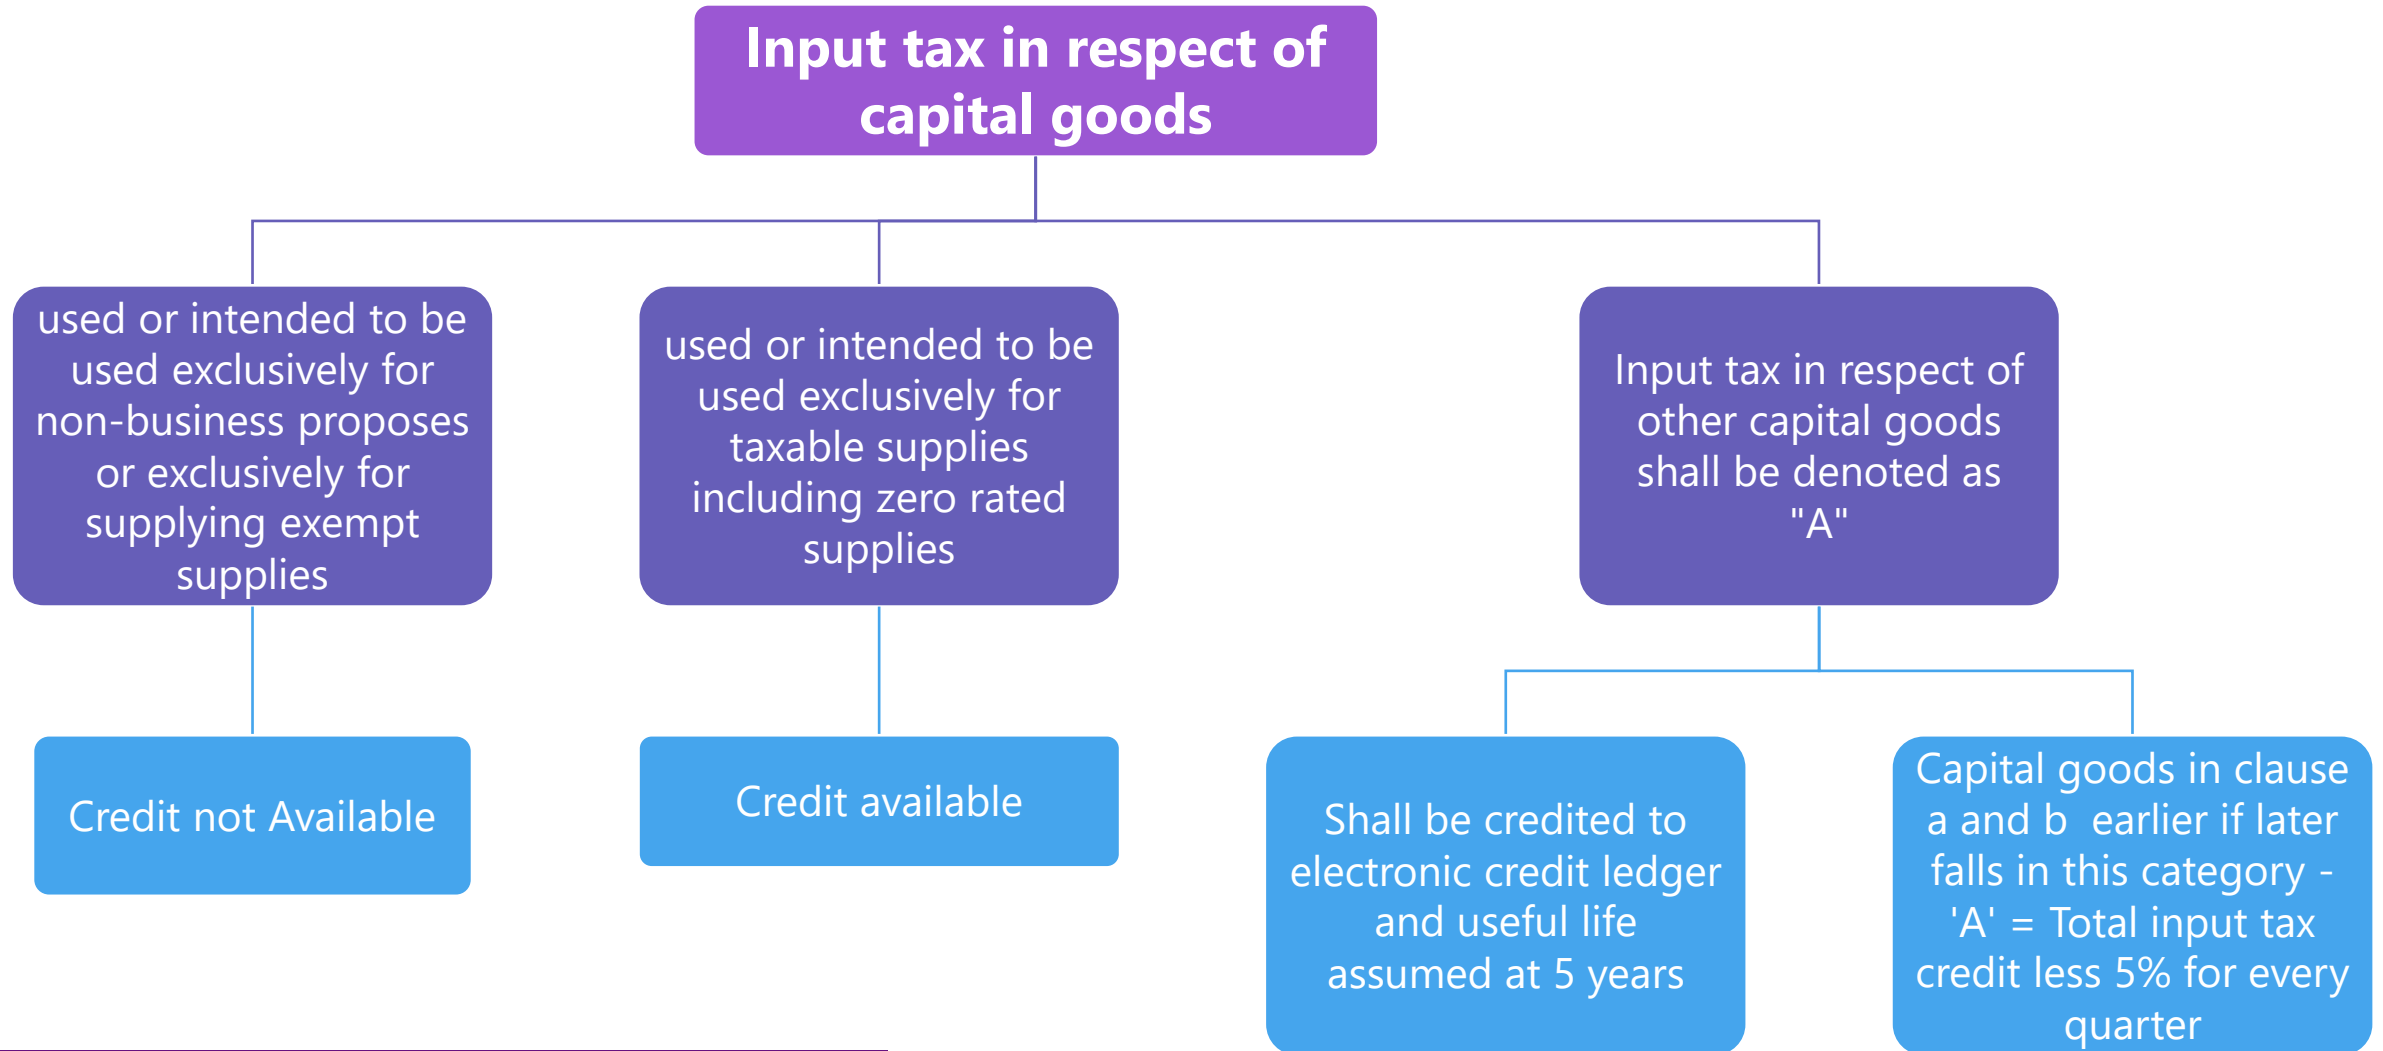 Input tax in respect of
capital goods
used or intended to be
used exclusively for
non-business proposes
or exclusively for
supplying exempt
supplies
used or intended to be
used exclusively for
taxable supplies
including zero rated
supplies
Input tax in respect of
other capital goods
shall be denoted as
"A"
Credit not Available
Credit available
Shall be credited to
electronic credit ledger
and useful life
assumed at 5 years
Capital goods in clause
a and b  earlier if later
falls in this category -
'A' = Total input tax
credit less 5% for every
quarter